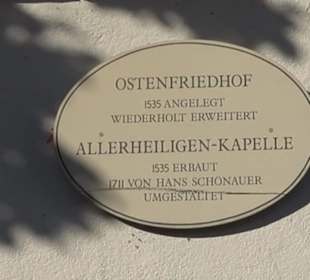 OSTENFRIEDHOF
1535 ANGELEGT
WIEDERHOLT ERWEITERT
ALLERHEILIGEN-KAPELLE
1535 ERBAUT
1711 VON HANS SCHÖNAUER
UMGESTALTET